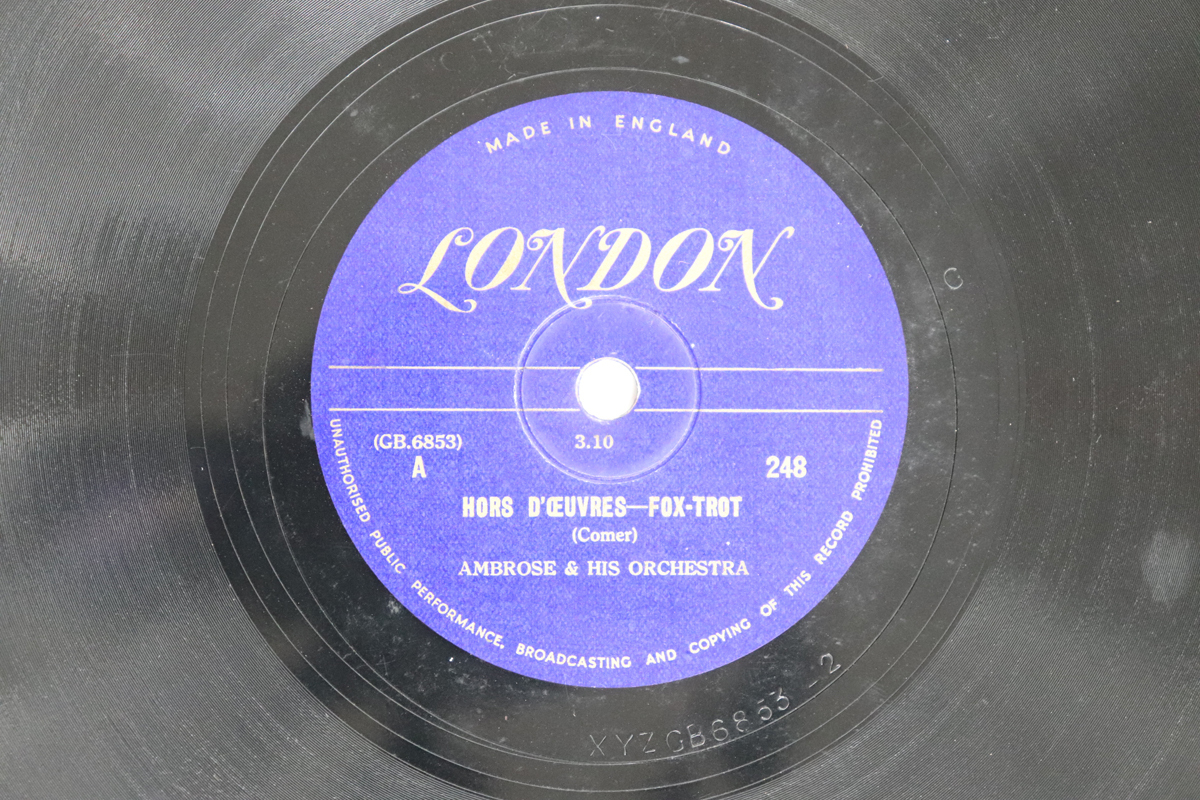 MADE IN ENGLAND
LONDON
(GB.6853) 3.10
A 248
HORS D'ŒUVRES—FOX-TROT
(Comer)
AMBROSE & HIS ORCHESTRA
UNAUTHORISED PUBLIC PERFORMANCE, BROADCASTING AND COPYING OF THIS RECORD PROHIBITED
XYZGB6853-2
C